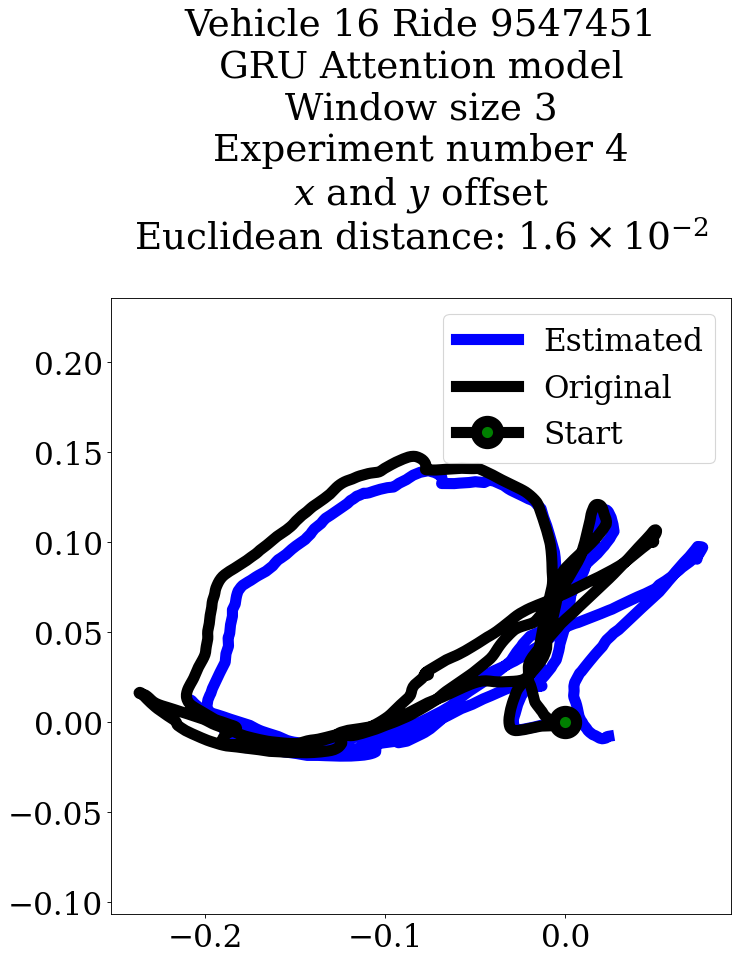 Vehicle 16 Ride 9547451
GRU Attention model
Window size 3
Experiment number 4
x and y offset
Euclidean distance: 1.6 × 10⁻²
Estimated
Original
Start
0.20
0.15
0.10
0.05
0.00
−0.05
−0.10
−0.2
−0.1
0.0